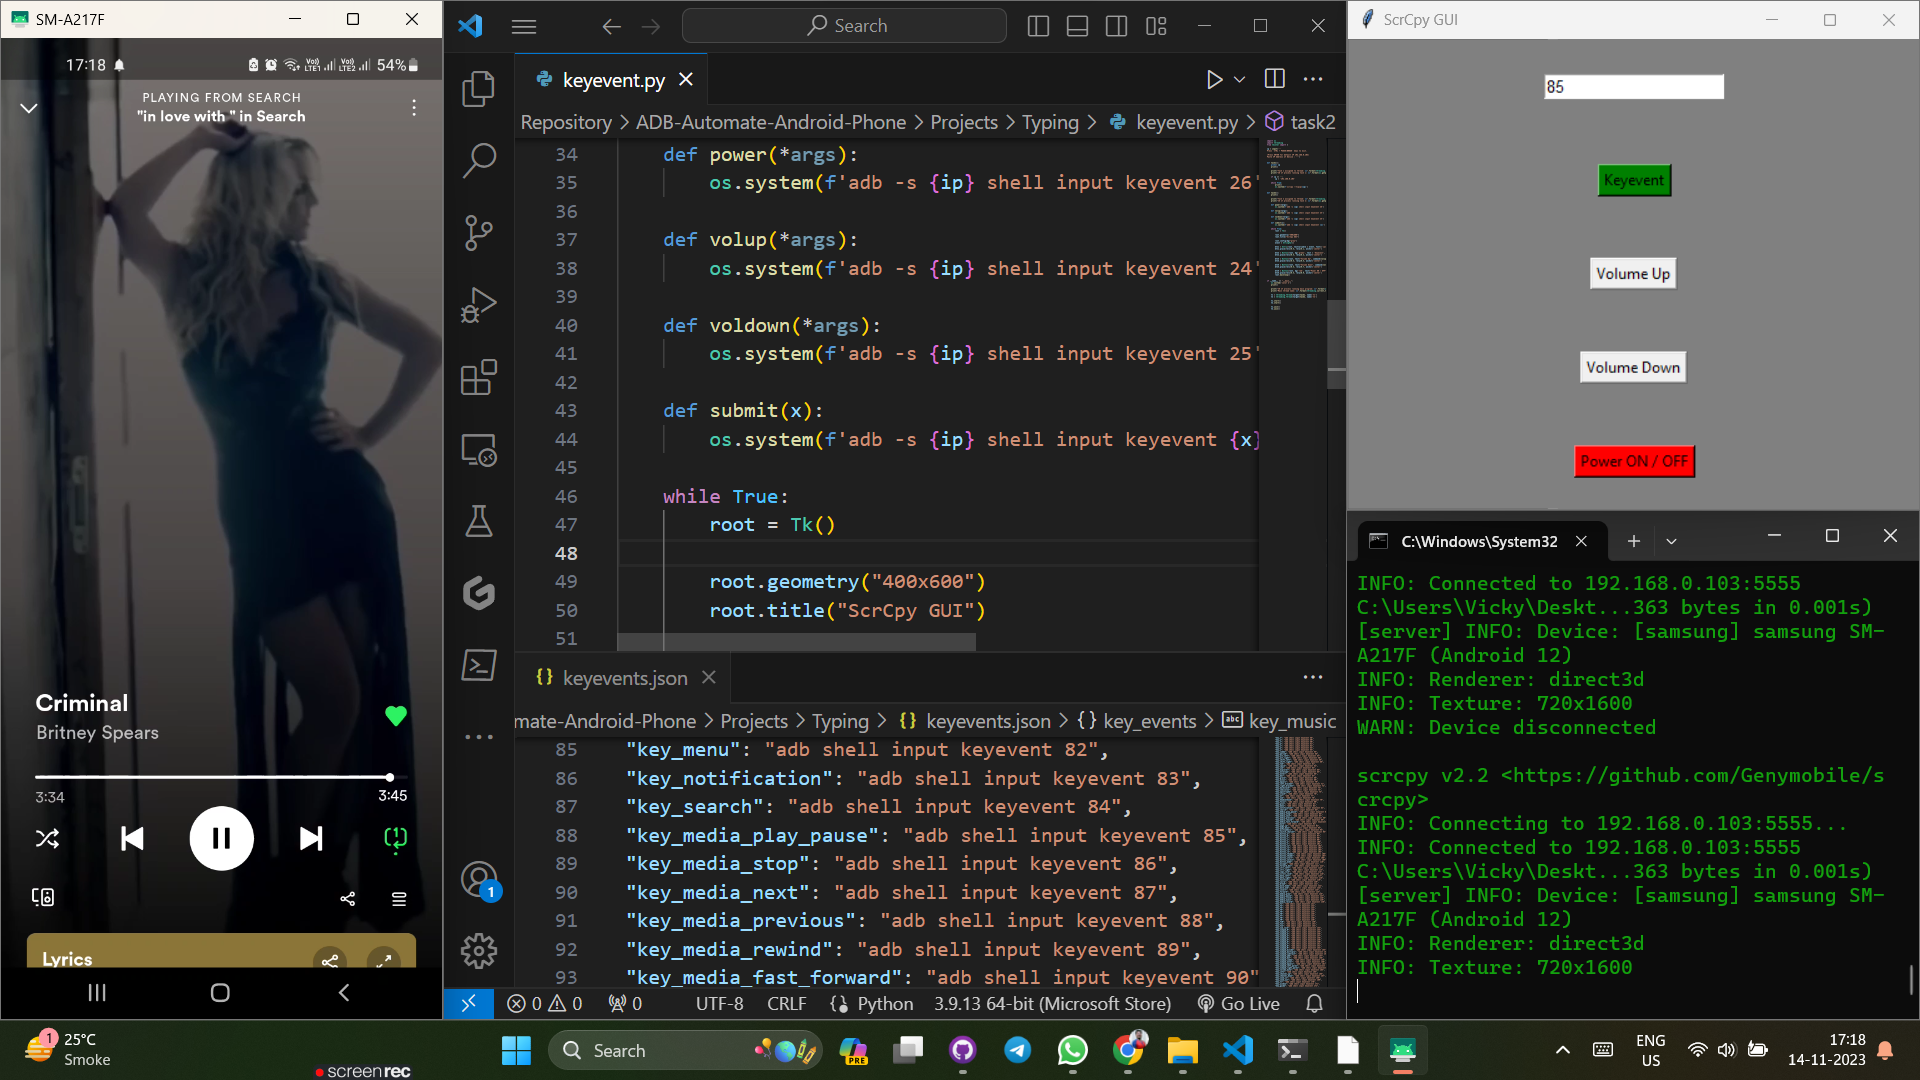 SM-A217F
17:18
VoI)
LTE1
VoI)
LTE2
54%
PLAYING FROM SEARCH
"in love with " in Search
Criminal
Britney Spears
3:34
3:45
Lyrics
Search
keyevent.py
Repository > ADB-Automate-Android-Phone > Projects > Typing > keyevent.py > task2
34 def power(*args):
35 os.system(f'adb -s {ip} shell input keyevent 26'
36
37 def volup(*args):
38 os.system(f'adb -s {ip} shell input keyevent 24'
39
40 def voldown(*args):
41 os.system(f'adb -s {ip} shell input keyevent 25'
42
43 def submit(x):
44 os.system(f'adb -s {ip} shell input keyevent {x}
45
46 while True:
47 root = Tk()
48
49 root.geometry("400x600")
50 root.title("ScrCpy GUI")
51
{} keyevents.json
mate-Android-Phone > Projects > Typing > {} keyevents.json > {} key_events > abc key_music
85 "key_menu": "adb shell input keyevent 82",
86 "key_notification": "adb shell input keyevent 83",
87 "key_search": "adb shell input keyevent 84",
88 "key_media_play_pause": "adb shell input keyevent 85",
89 "key_media_stop": "adb shell input keyevent 86",
90 "key_media_next": "adb shell input keyevent 87",
91 "key_media_previous": "adb shell input keyevent 88",
92 "key_media_rewind": "adb shell input keyevent 89",
93 "key_media_fast_forward": "adb shell input keyevent 90"
1
0 0 0 UTF-8 CRLF Python 3.9.13 64-bit (Microsoft Store) Go Live
ScrCpy GUI
85
Keyevent
Volume Up
Volume Down
Power ON / OFF
C:\Windows\System32
INFO: Connected to 192.168.0.103:5555
C:\Users\Vicky\Deskt...363 bytes in 0.001s)
[server] INFO: Device: [samsung] samsung SM-
A217F (Android 12)
INFO: Renderer: direct3d
INFO: Texture: 720x1600
WARN: Device disconnected
scrcpy v2.2 <https://github.com/Genymobile/s
crcpy>
INFO: Connecting to 192.168.0.103:5555...
INFO: Connected to 192.168.0.103:5555
C:\Users\Vicky\Deskt...363 bytes in 0.001s)
[server] INFO: Device: [samsung] samsung SM-
A217F (Android 12)
INFO: Renderer: direct3d
INFO: Texture: 720x1600
1
25°C
Smoke
screenrec
Search
PRE
ENG
US
17:18
14-11-2023